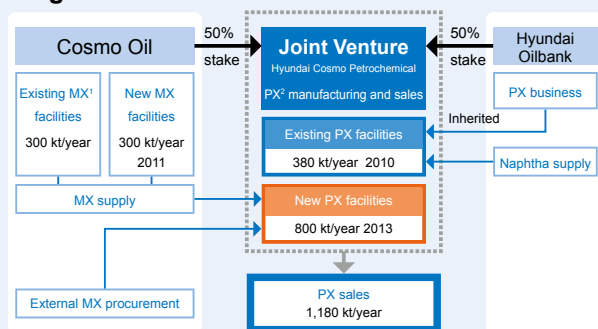 Cosmo Oil
50%
stake
Joint Venture
Hyundai Cosmo Petrochemical
PX² manufacturing and sales
50%
stake
Hyundai
Oilbank
Existing MX¹
facilities
300 kt/year
New MX
facilities
300 kt/year
2011
PX business
Inherited
Existing PX facilities
380 kt/year 2010
Naphtha supply
MX supply
New PX facilities
800 kt/year 2013
External MX procurement
PX sales
1,180 kt/year